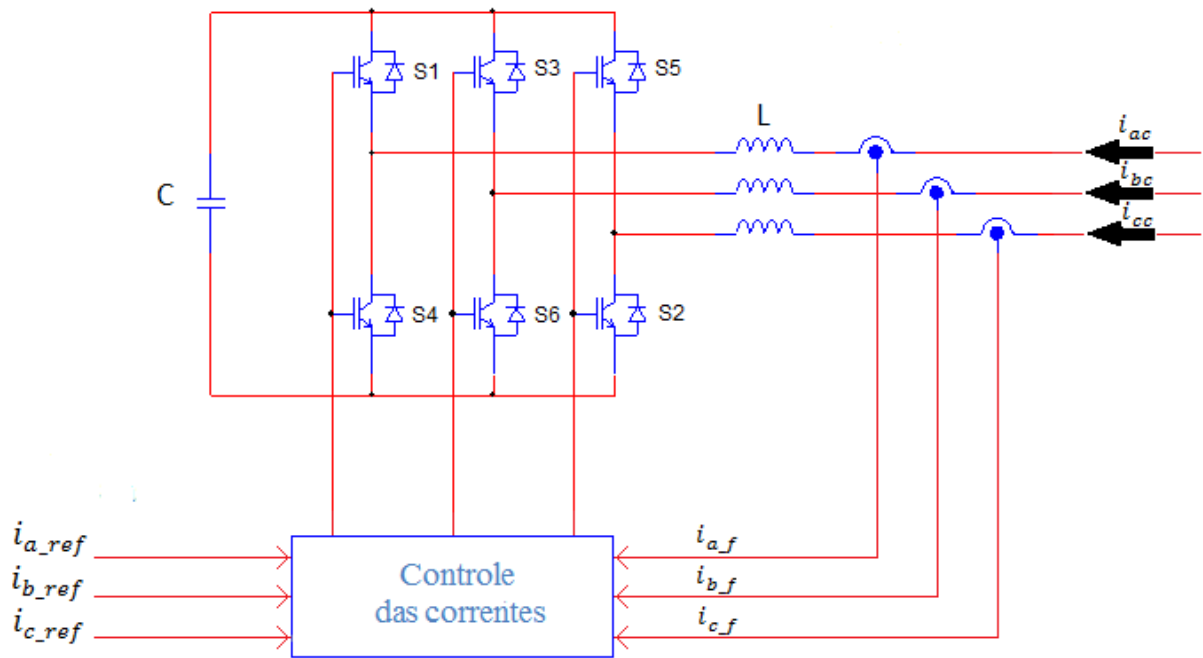 S1
S3
S5
L
i_ac
i_bc
i_cc
C
S4
S6
S2
i_a_ref
i_b_ref
i_c_ref
Controle
das correntes
i_a_f
i_b_f
i_c_f